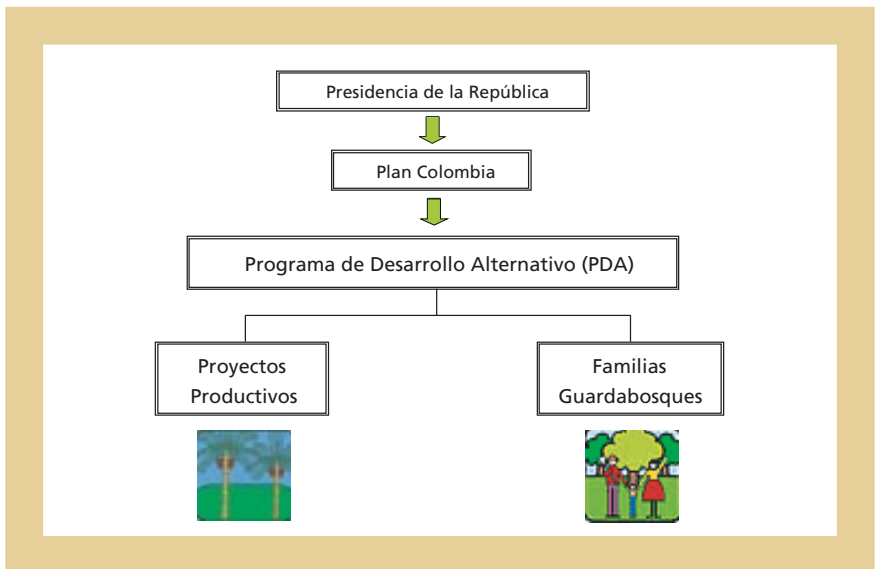 Presidencia de la República
Plan Colombia
Programa de Desarrollo Alternativo (PDA)
Proyectos
Productivos
Familias
Guardabosques